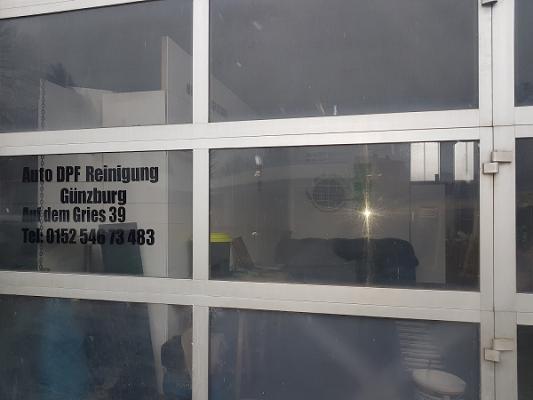 Auto DPF Reinigung
Günzburg
Auf dem Gries 39
Tel: 0152 546 73 483